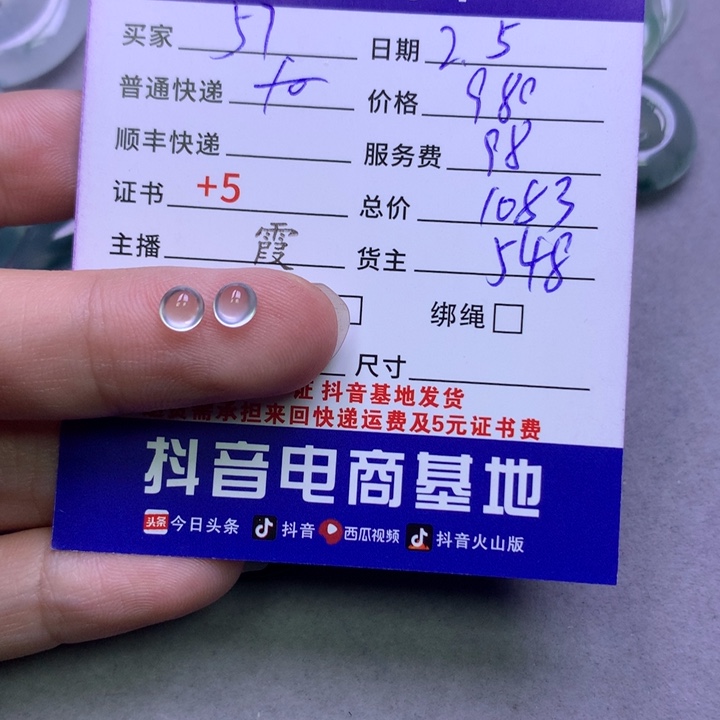 买家 57 日期 2.5
普通快递 价格 980
顺丰快递 服务费 98
证书 +5 总价 1083
主播 霞 货主 548
绑绳
尺寸
证 抖音基地发货
需承担来回快递运费及5元证书费
抖音电商基地
头条 今日头条 抖音 西瓜视频 抖音火山版